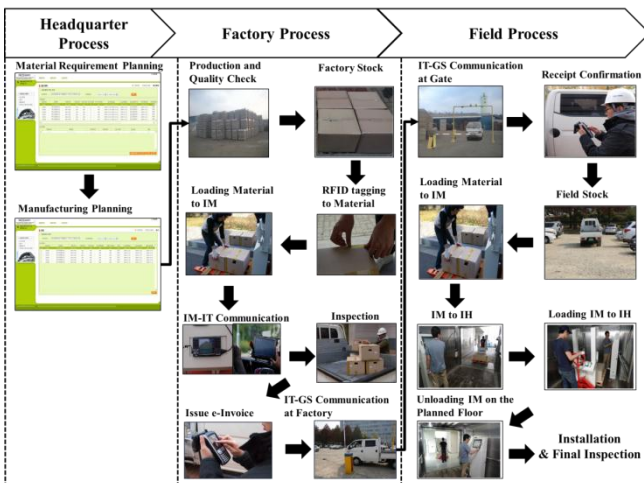 Headquarter
Process
Factory Process
Field Process
Material Requirement Planning
Manufacturing Planning
Production and
Quality Check
Factory Stock
Loading Material
to IM
RFID tagging
to Material
IM-IT Communication
Inspection
Issue e-Invoice
IT-GS Communication
at Factory
IT-GS Communication
at Gate
Receipt Confirmation
Loading Material
to IM
Field Stock
IM to IH
Loading IM to IH
Unloading IM on the
Planned Floor
Installation
& Final Inspection